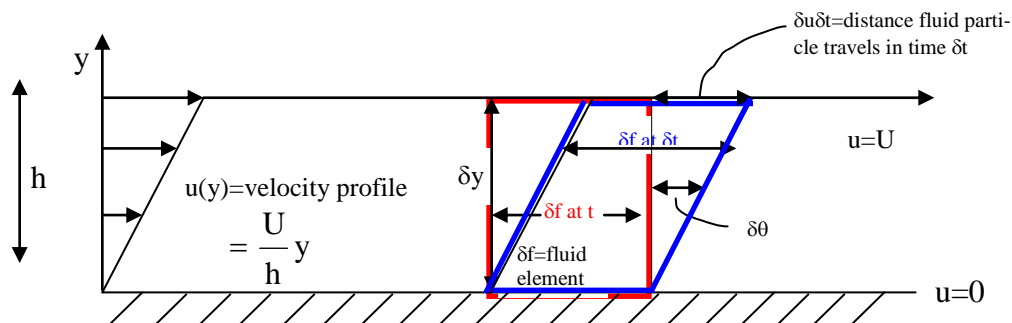 δuδt=distance fluid parti-
cle travels in time δt
y
u=U
δf at δt
h
δy
u(y)=velocity profile
= U/h y
δf at t
δθ
δf=fluid
element
u=0